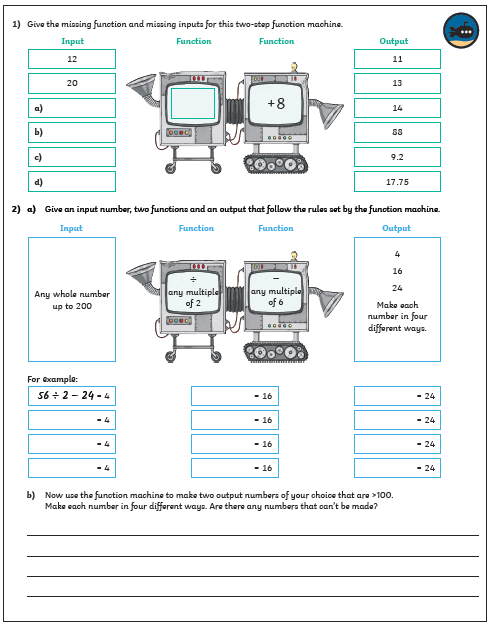 1) Give the missing function and missing inputs for this two-step function machine.
Input Function Function Output
12 11
20 13
a) 14
+8
b) 88
c) 9.2
d) 17.75
2) a) Give an input number, two functions and an output that follow the rules set by the function machine.
Input Function Function Output
Any whole number
up to 200
÷
any multiple
of 2
−
any multiple
of 6
4
16
24
Make each
number in four
different ways.
For example:
56 ÷ 2 − 24 = 4 = 16 = 24
= 4 = 16 = 24
= 4 = 16 = 24
= 4 = 16 = 24
b) Now use the function machine to make two output numbers of your choice that are >100.
Make each number in four different ways. Are there any numbers that can't be made?